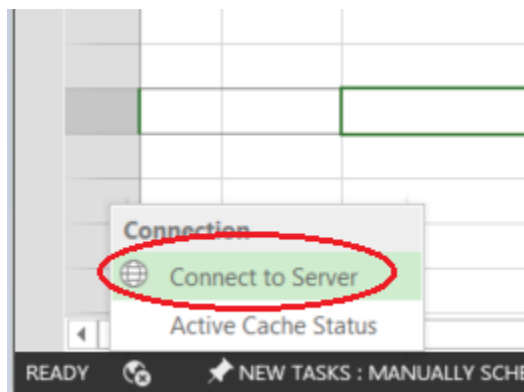 Connection
Connect to Server
Active Cache Status
READY NEW TASKS : MANUALLY SCHE